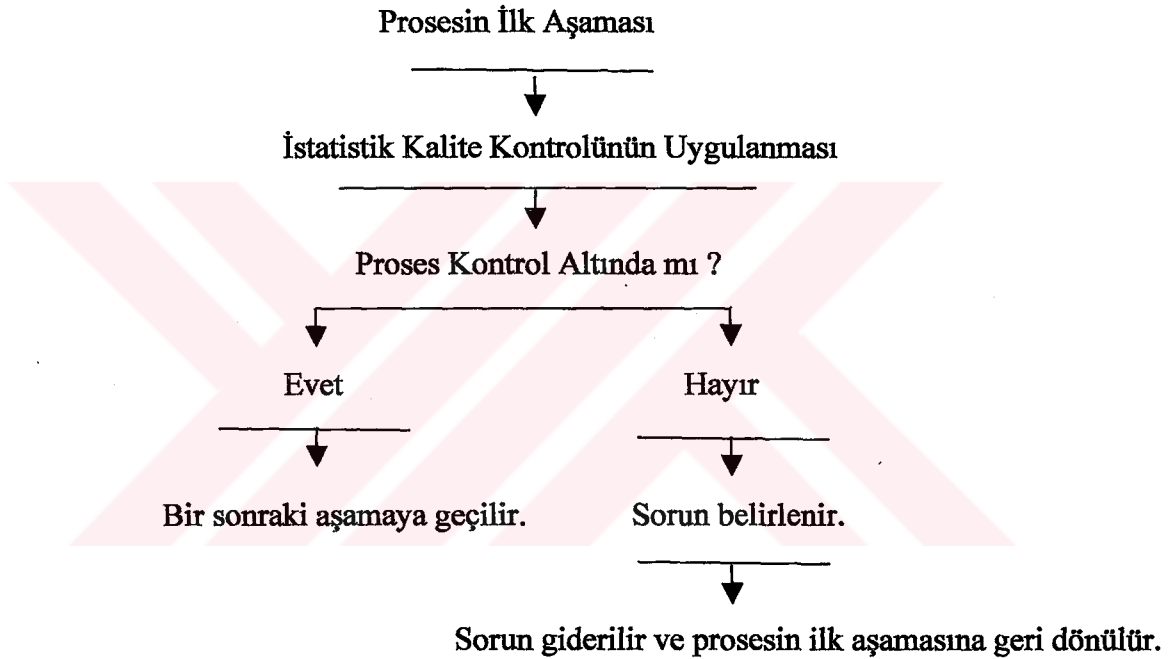 Prosesin İlk Aşaması
İstatistik Kalite Kontrolünün Uygulanması
Proses Kontrol Altında mı ?
Evet
Hayır
Bir sonraki aşamaya geçilir.
Sorun belirlenir.
Sorun giderilir ve prosesin ilk aşamasına geri dönülür.